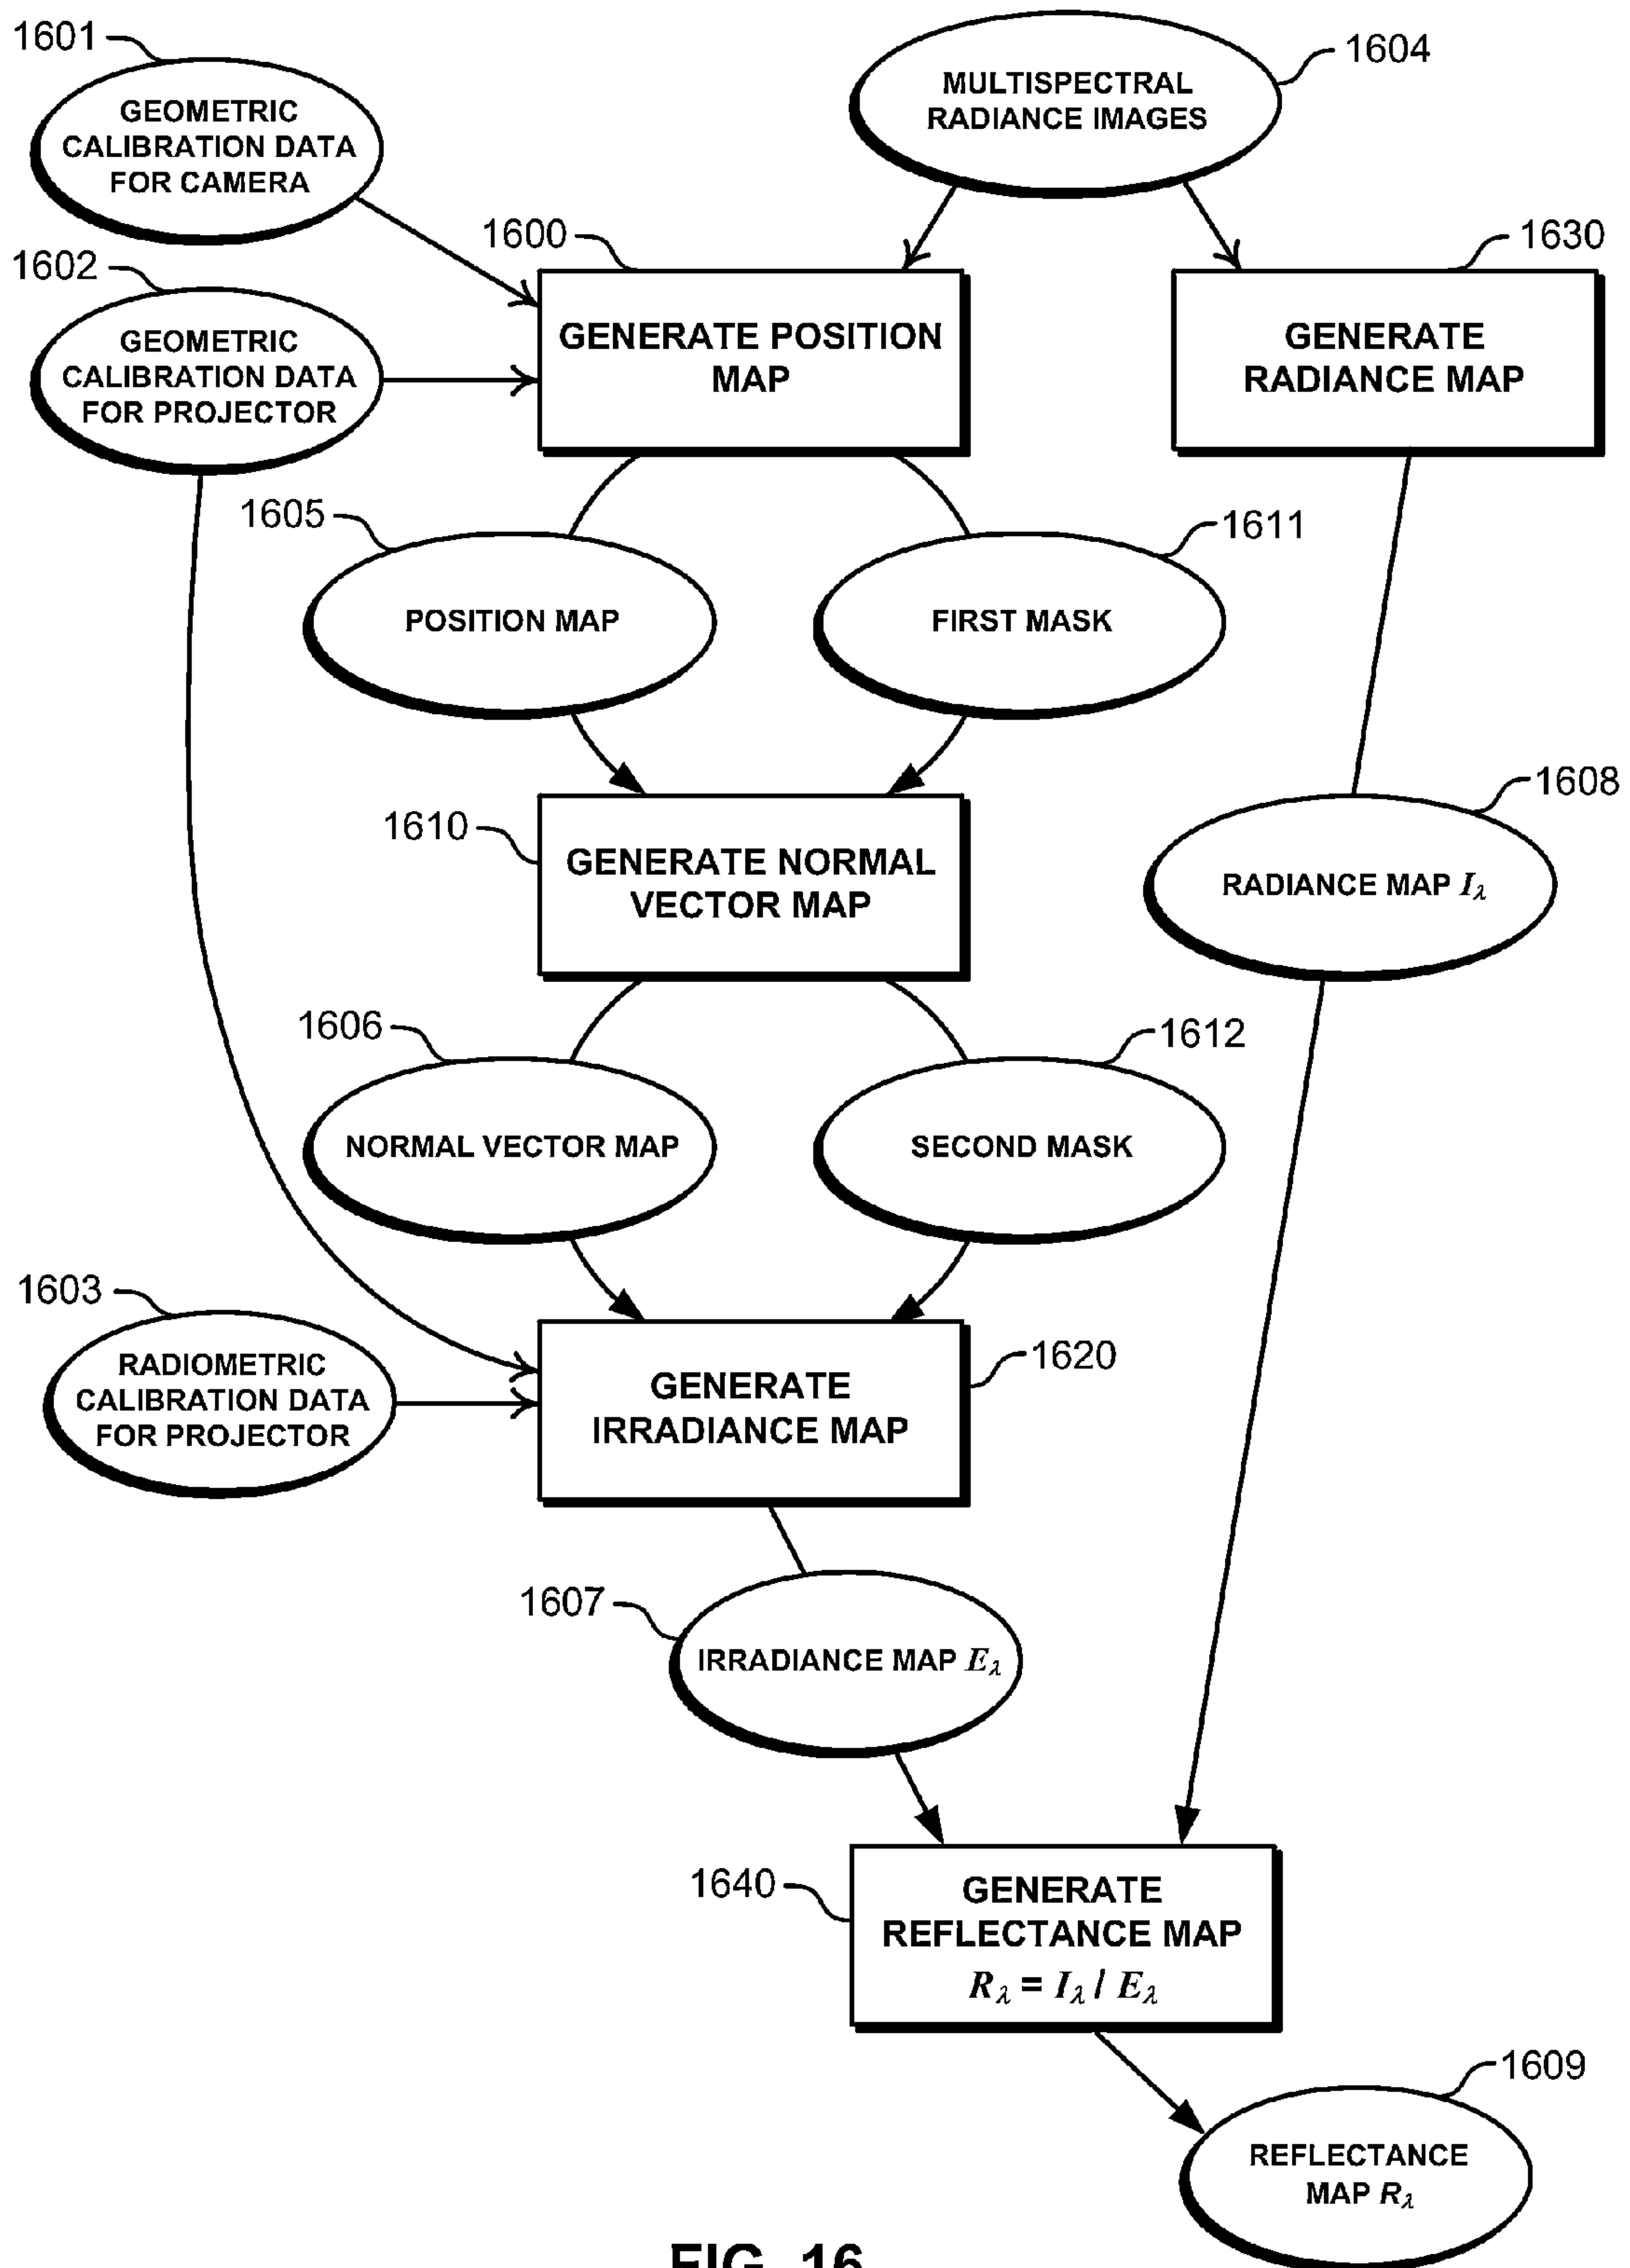 1601
GEOMETRIC
CALIBRATION DATA
FOR CAMERA
1604
MULTISPECTRAL
RADIANCE IMAGES
1602
GEOMETRIC
CALIBRATION DATA
FOR PROJECTOR
1600
GENERATE POSITION
MAP
1630
GENERATE
RADIANCE MAP
1605
POSITION MAP
1611
FIRST MASK
1610
GENERATE NORMAL
VECTOR MAP
1608
RADIANCE MAP Iλ
1606
NORMAL VECTOR MAP
1612
SECOND MASK
1603
RADIOMETRIC
CALIBRATION DATA
FOR PROJECTOR
1620
GENERATE
IRRADIANCE MAP
1607
IRRADIANCE MAP Eλ
1640
GENERATE
REFLECTANCE MAP
Rλ = Iλ / Eλ
1609
REFLECTANCE
MAP Rλ
FIG. 16